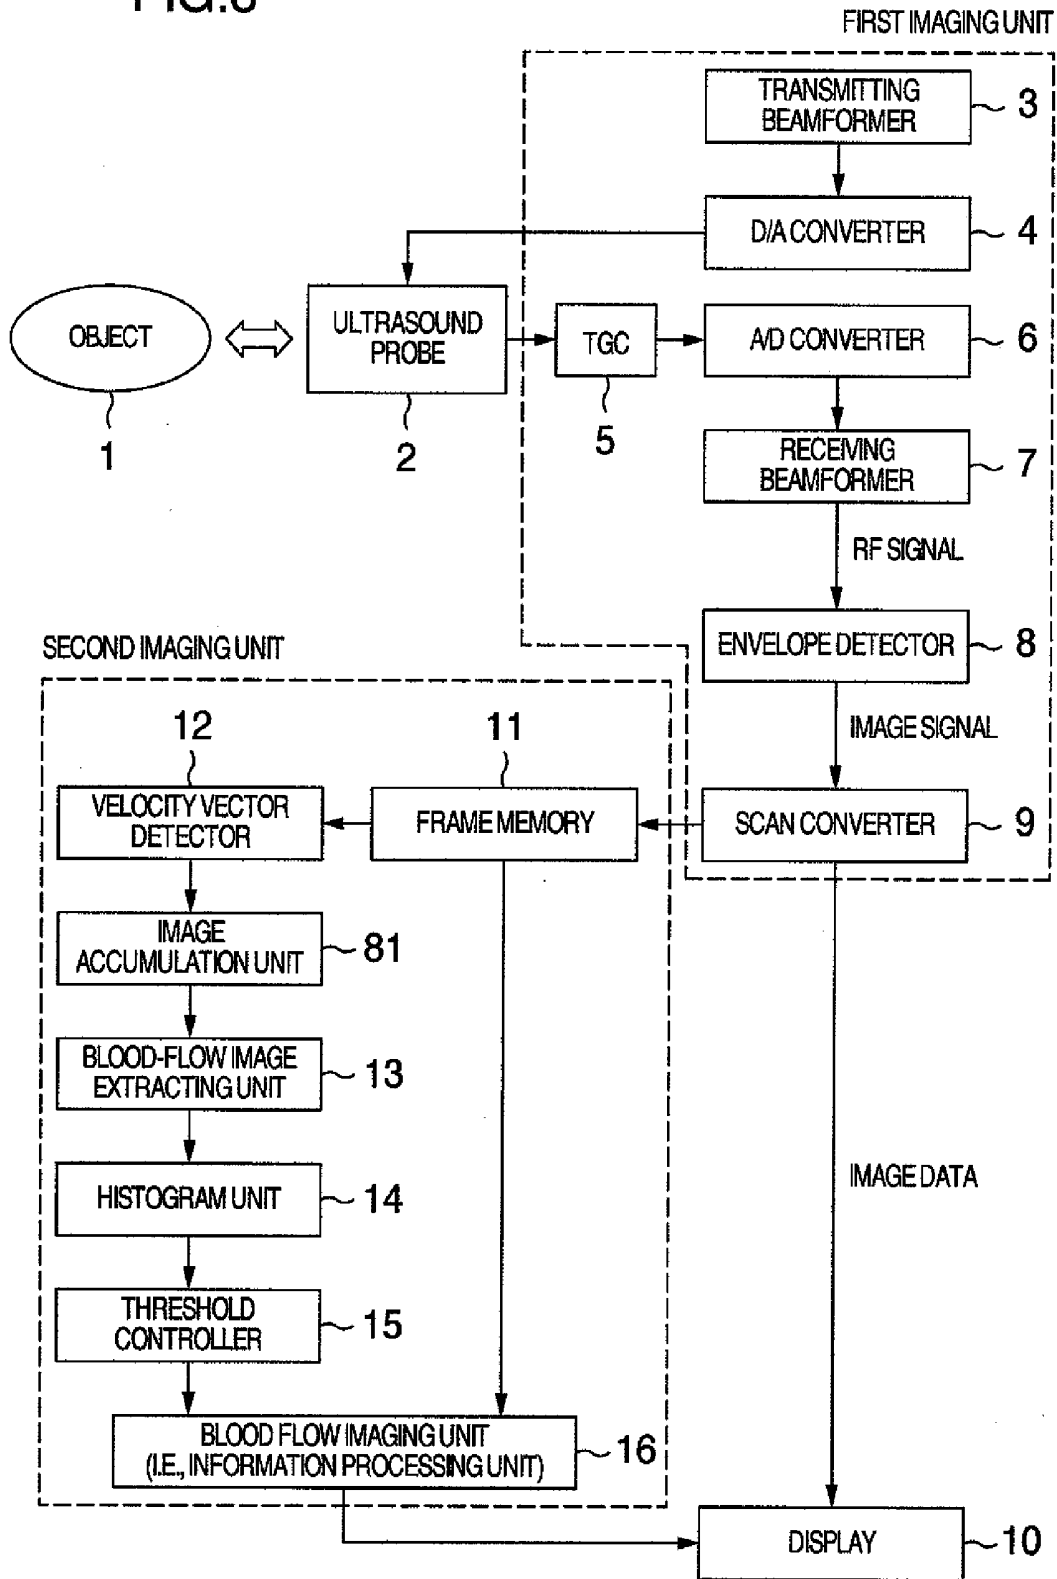 FIRST IMAGING UNIT
TRANSMITTING
BEAMFORMER
3
D/A CONVERTER
4
OBJECT
1
ULTRASOUND
PROBE
2
TGC
5
A/D CONVERTER
6
RECEIVING
BEAMFORMER
7
RF SIGNAL
ENVELOPE DETECTOR
8
IMAGE SIGNAL
SCAN CONVERTER
9
SECOND IMAGING UNIT
12
VELOCITY VECTOR
DETECTOR
11
FRAME MEMORY
IMAGE
ACCUMULATION UNIT
81
BLOOD-FLOW IMAGE
EXTRACTING UNIT
13
HISTOGRAM UNIT
14
THRESHOLD
CONTROLLER
15
BLOOD FLOW IMAGING UNIT
(I.E., INFORMATION PROCESSING UNIT)
16
IMAGE DATA
DISPLAY
10